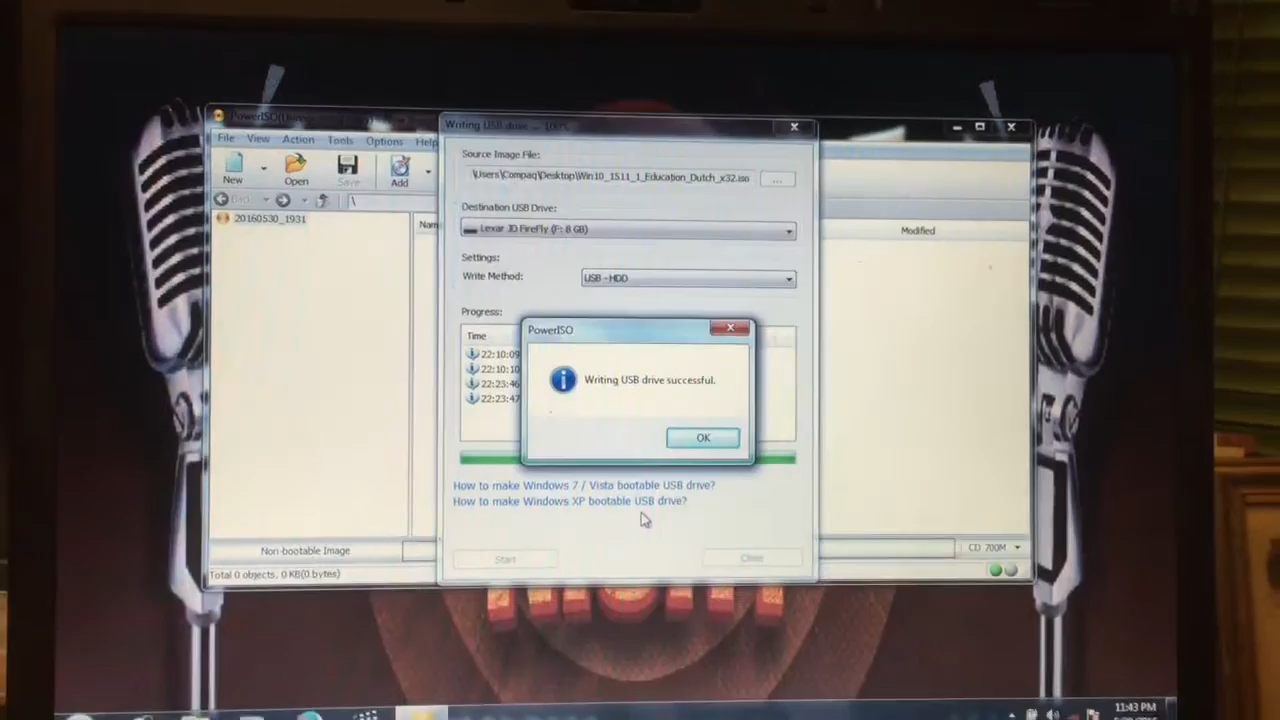 PowerISO
Writing USB drive - 100%
File View Action Tools Options Help
New
Open
Save
Add
Back
\
20160530_1931
Name
Modified
Source Image File:
\Users\Compaq\Desktop\Win10_1511_1_Education_Dutch_x32.iso
...
Destination USB Drive:
Lexar JD FireFly (F: 8 GB)
Settings:
Write Method:
USB - HDD
Progress:
Time
22:10:09
22:10:10
22:23:46
22:23:47
PowerISO
Writing USB drive successful.
OK
How to make Windows 7 / Vista bootable USB drive?
How to make Windows XP bootable USB drive?
Start
Close
Non-bootable Image
CD 700M
Total 0 objects, 0 KB(0 bytes)
11:43 PM